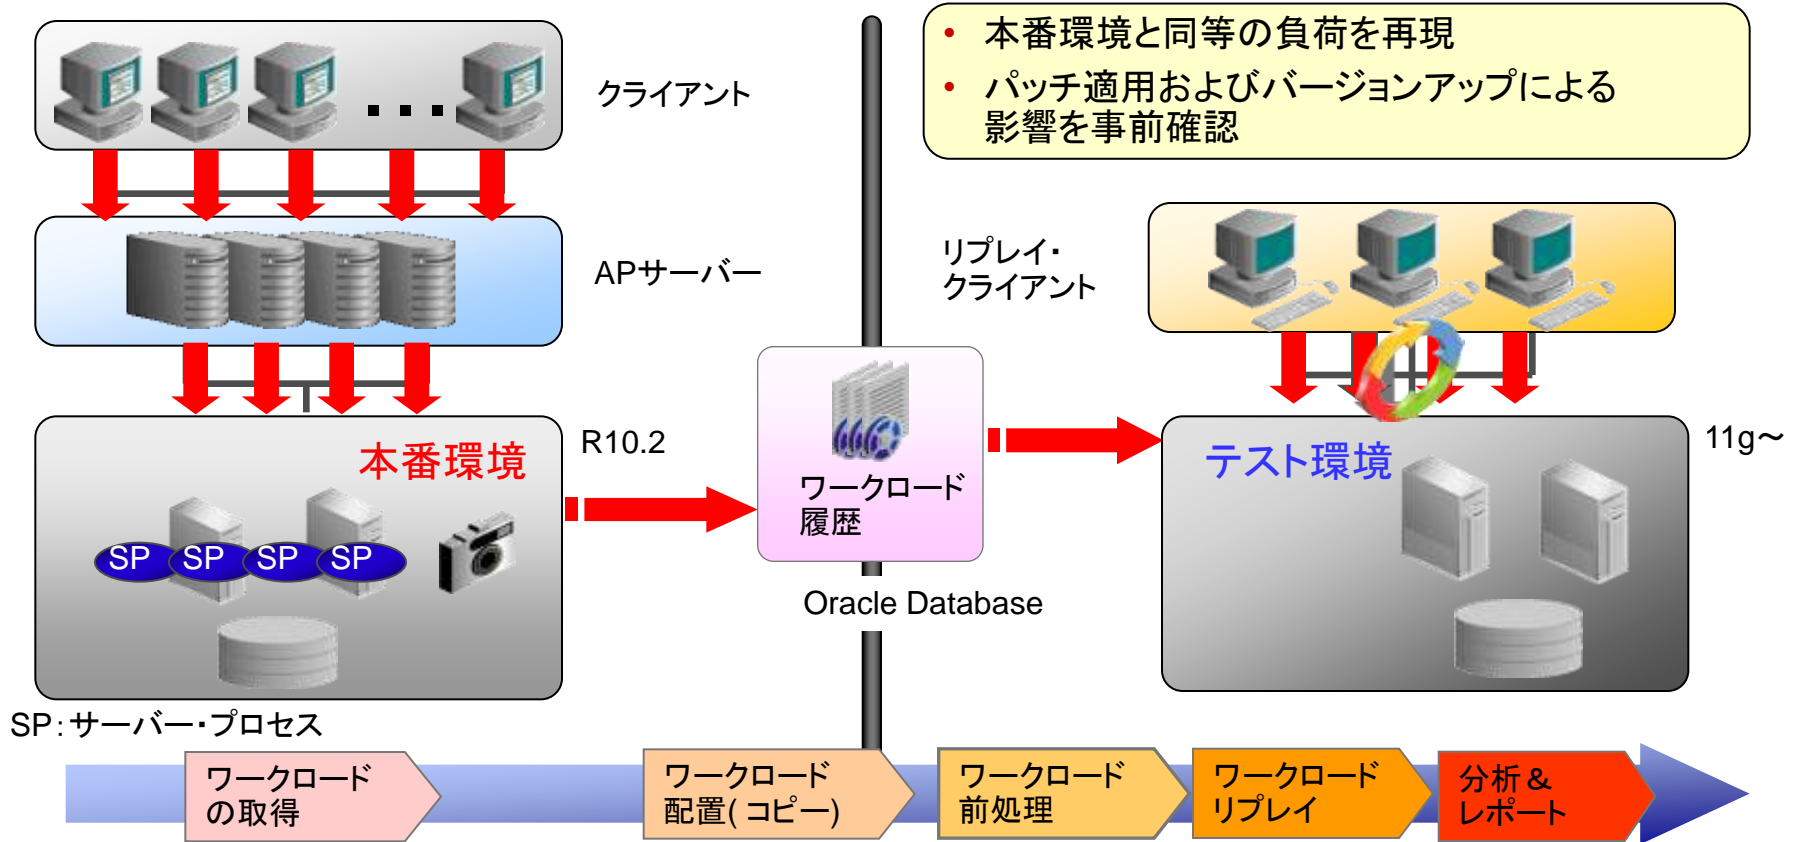 • 本番環境と同等の負荷を再現
• パッチ適用およびバージョンアップによる
影響を事前確認
クライアント
APサーバー
リプレイ・
クライアント
本番環境
R10.2
SP SP SP SP
ワークロード
履歴
Oracle Database
テスト環境
11g～
SP：サーバー・プロセス
ワークロード
の取得
ワークロード
配置(コピー)
ワークロード
前処理
ワークロード
リプレイ
分析＆
レポート